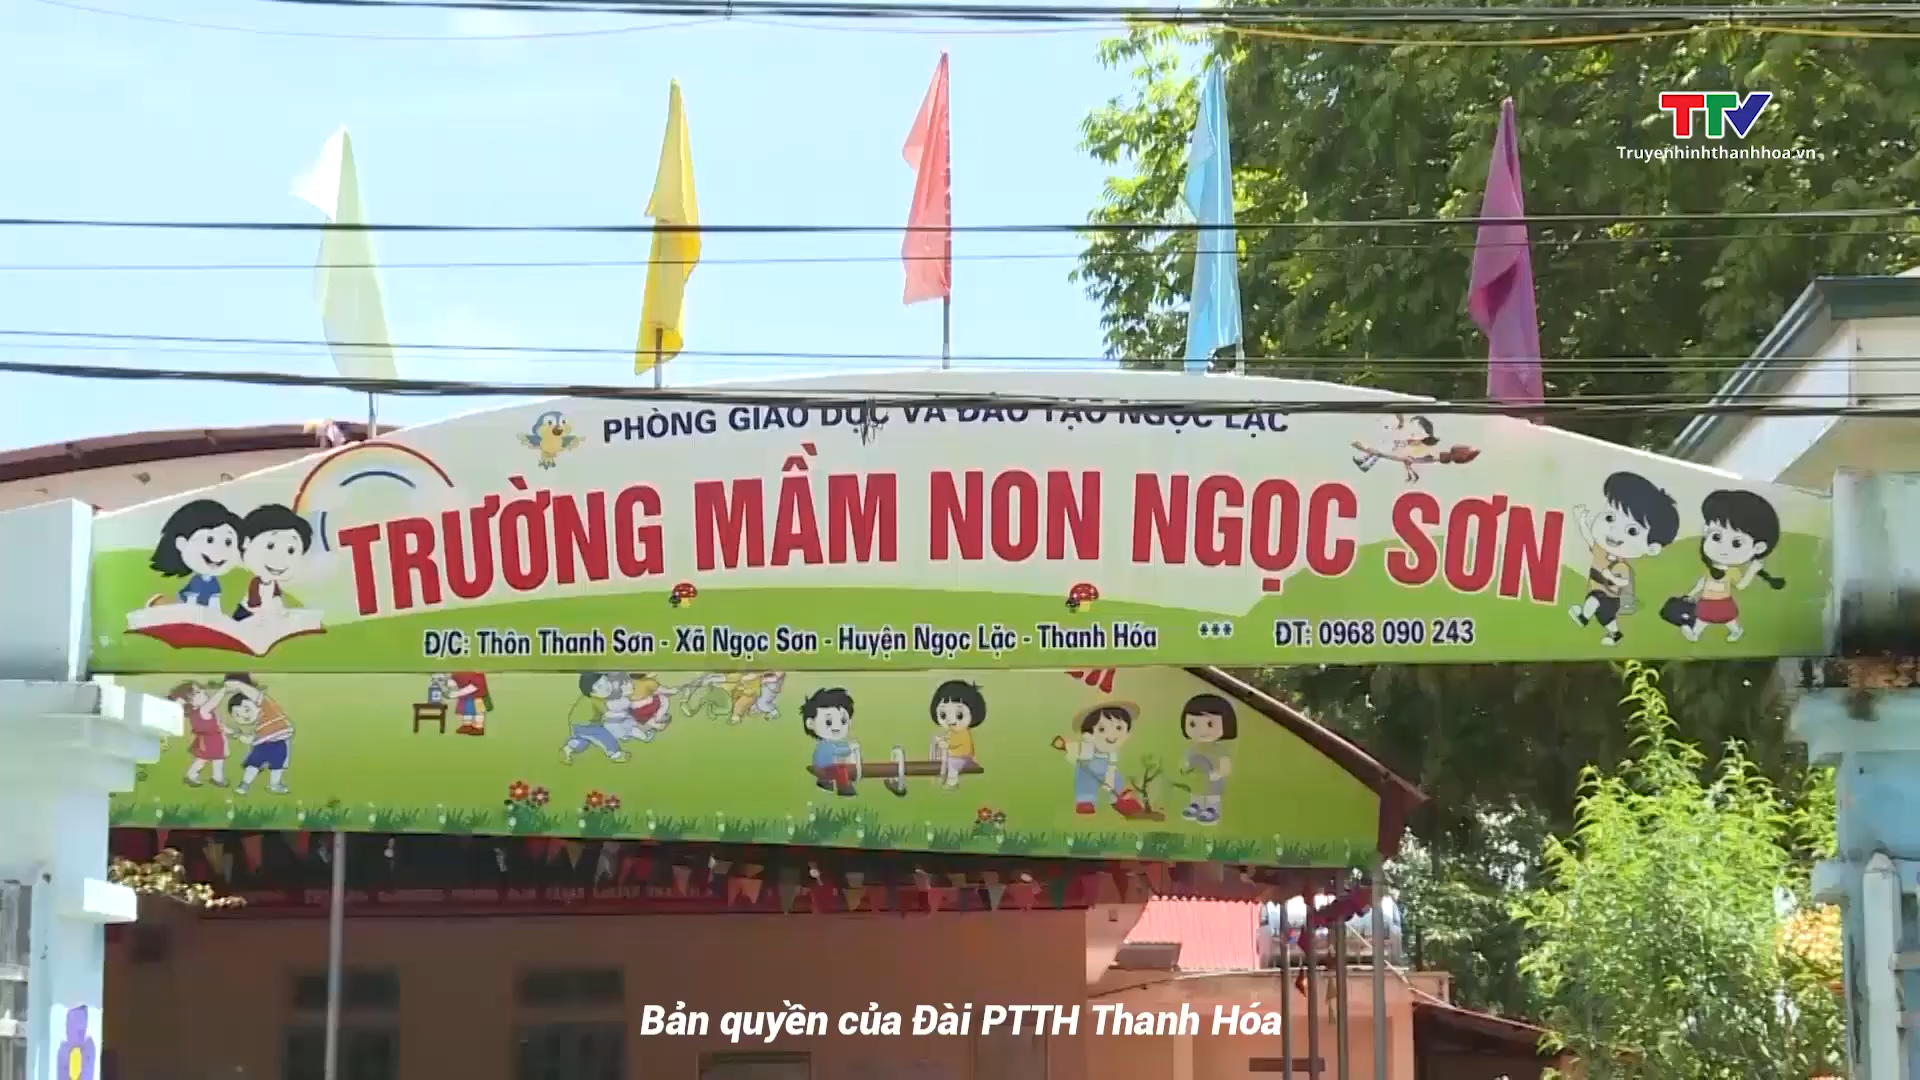 TTV
Truyenhinhthanhhoa.vn
PHÒNG GIÁO DỤC VÀ ĐÀO TẠO NGỌC LẶC
TRƯỜNG MẦM NON NGỌC SƠN
Đ/C: Thôn Thanh Sơn - Xã Ngọc Sơn - Huyện Ngọc Lặc - Thanh Hóa *** ĐT: 0968 090 243
Bản quyền của Đài PTTH Thanh Hóa